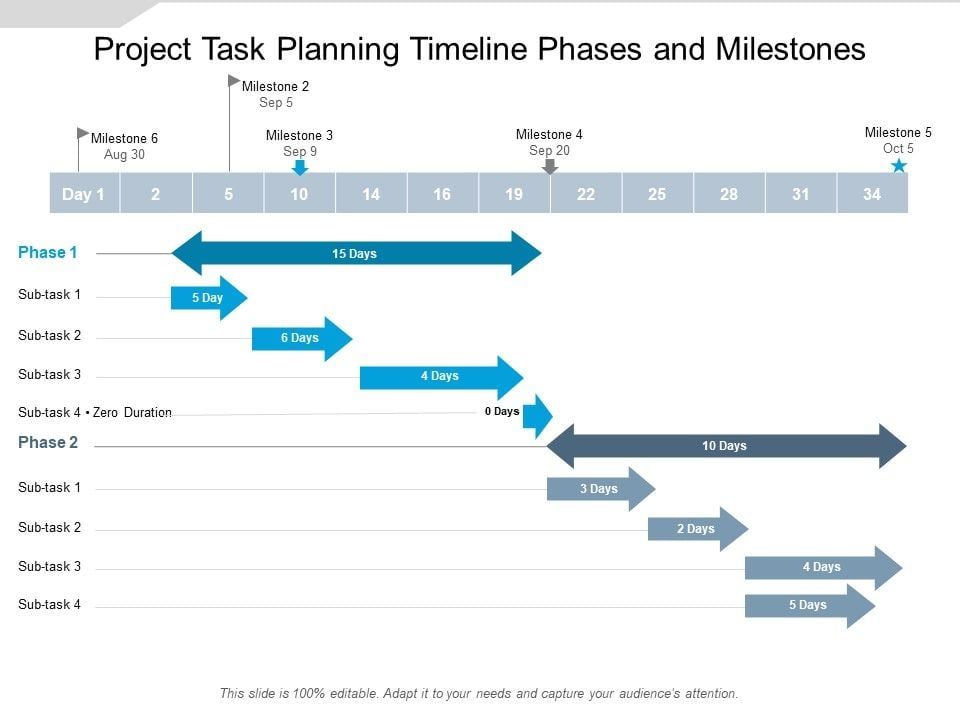 Project Task Planning Timeline Phases and Milestones
Milestone 2
Sep 5
Milestone 6
Aug 30
Milestone 3
Sep 9
Milestone 4
Sep 20
Milestone 5
Oct 5
Day 1 2 5 10 14 16 19 22 25 28 31 34
Phase 1 15 Days
Sub-task 1 5 Day
Sub-task 2 6 Days
Sub-task 3 4 Days
Sub-task 4 • Zero Duration 0 Days
Phase 2 10 Days
Sub-task 1 3 Days
Sub-task 2 2 Days
Sub-task 3 4 Days
Sub-task 4 5 Days
This slide is 100% editable. Adapt it to your needs and capture your audience's attention.